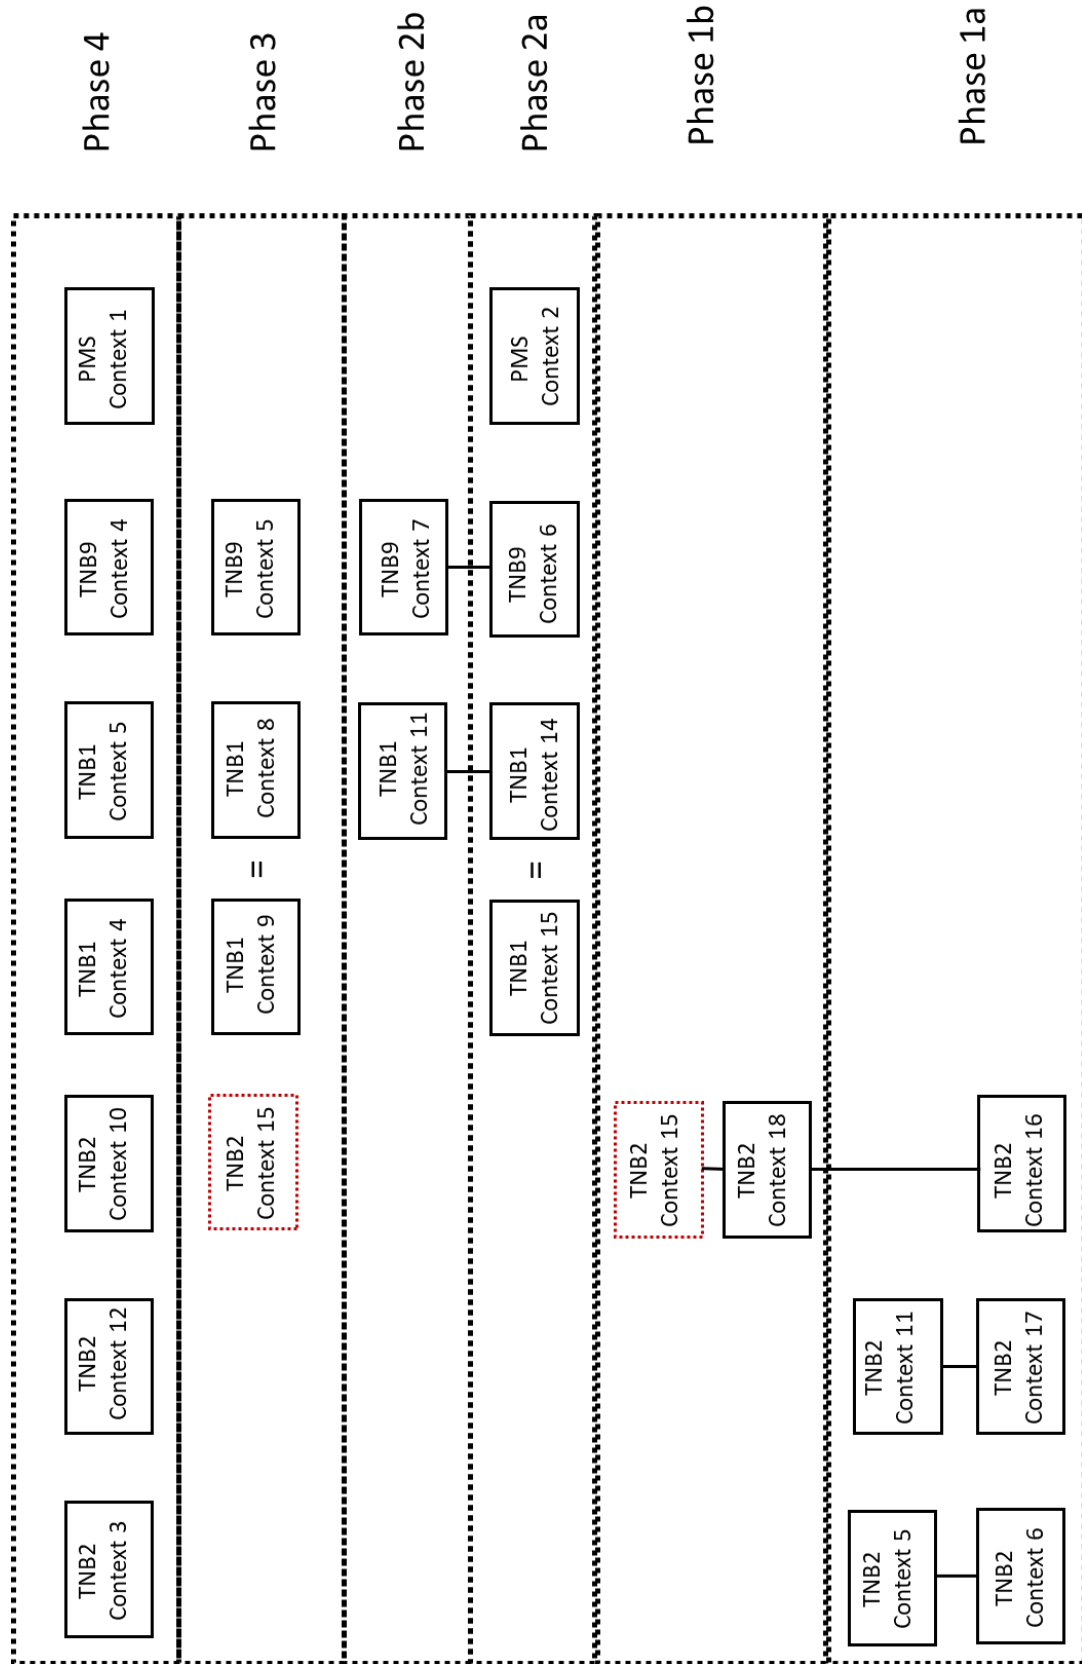 TNB2
Context 3
TNB2
Context 12
TNB2
Context 10
TNB1
Context 4
TNB1
Context 5
TNB9
Context 4
PMS
Context 1
Phase 4
TNB2
Context 15
TNB1
Context 9
=
TNB1
Context 8
TNB9
Context 5
Phase 3
TNB1
Context 11
TNB9
Context 7
Phase 2b
TNB1
Context 15
=
TNB1
Context 14
TNB9
Context 6
PMS
Context 2
Phase 2a
TNB2
Context 15
TNB2
Context 18
Phase 1b
TNB2
Context 5
TNB2
Context 11
TNB2
Context 6
TNB2
Context 17
TNB2
Context 16
Phase 1a